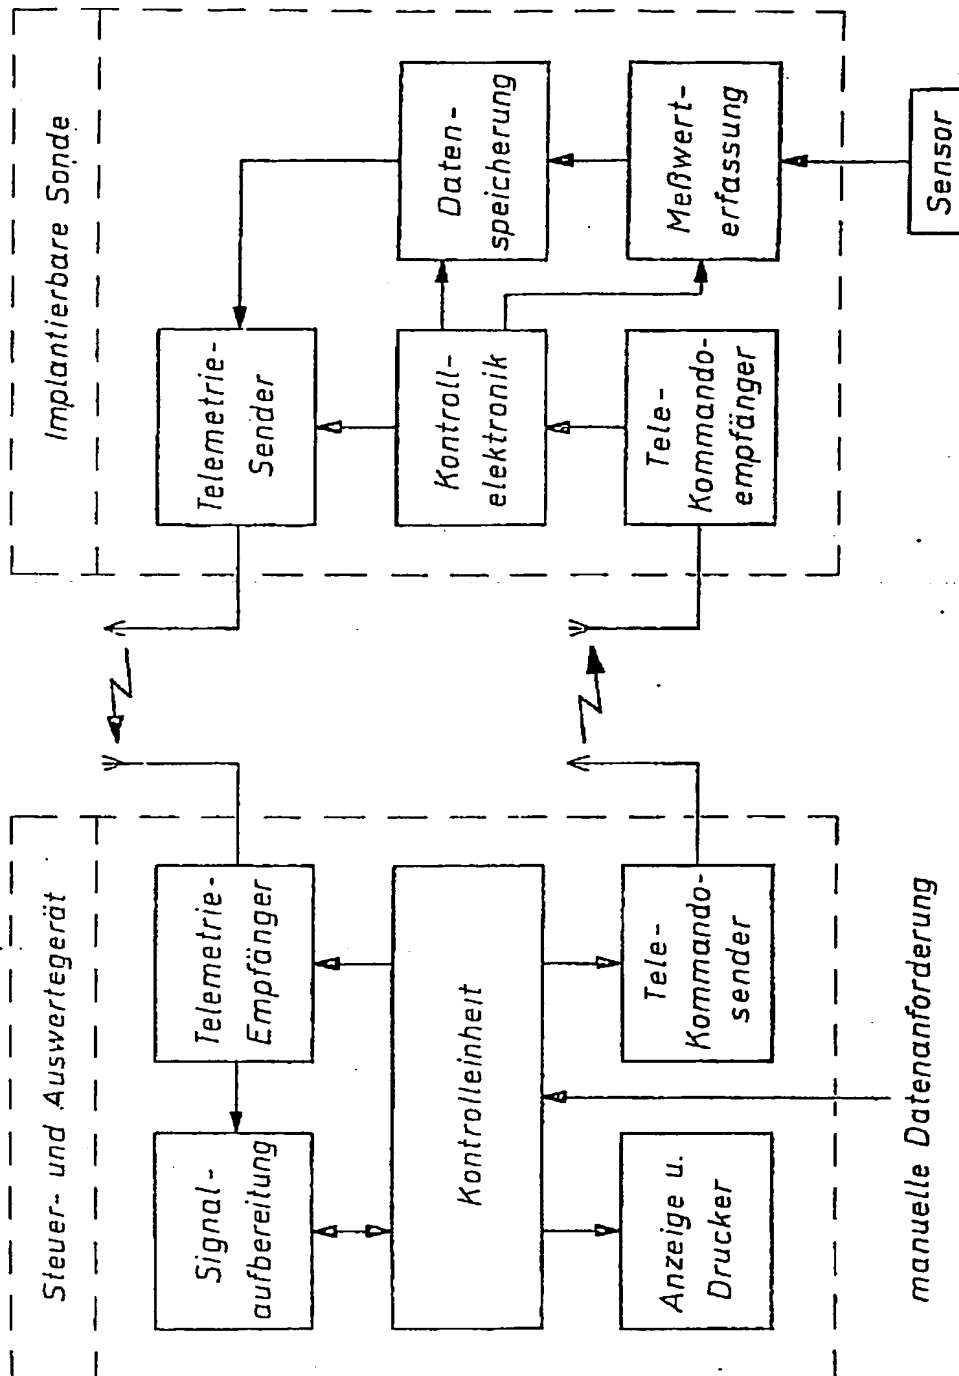 Steuer- und Auswertegerät
Signal-
aufbereitung
Telemetrie-
Empfänger
Kontrolleinheit
Anzeige u.
Drucker
Tele-
Kommando-
sender
manuelle Datenanforderung
Implantierbare Sonde
Telemetrie-
Sender
Kontroll-
elektronik
Tele-
Kommando-
empfänger
Daten-
speicherung
Meßwert-
erfassung
Sensor